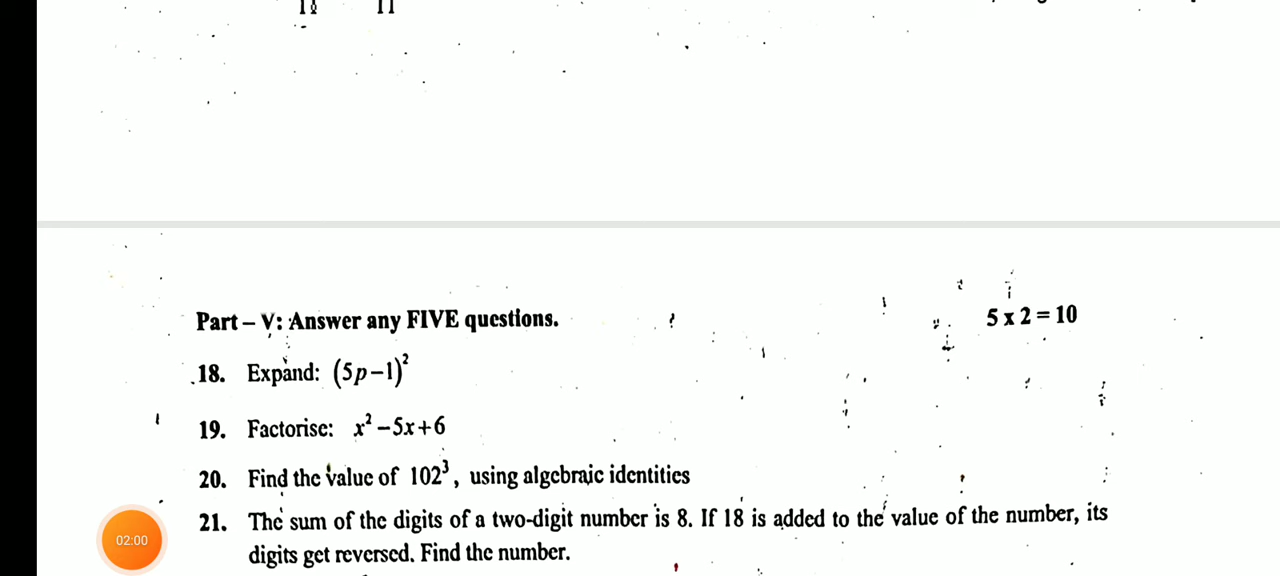 18 11
Part – V: Answer any FIVE questions.
5 x 2 = 10
18. Expand: (5p−1)²
19. Factorise: x² −5x+6
20. Find the value of 102³, using algebraic identities
21. The sum of the digits of a two-digit number is 8. If 18 is added to the value of the number, its
digits get reversed. Find the number.
02:00